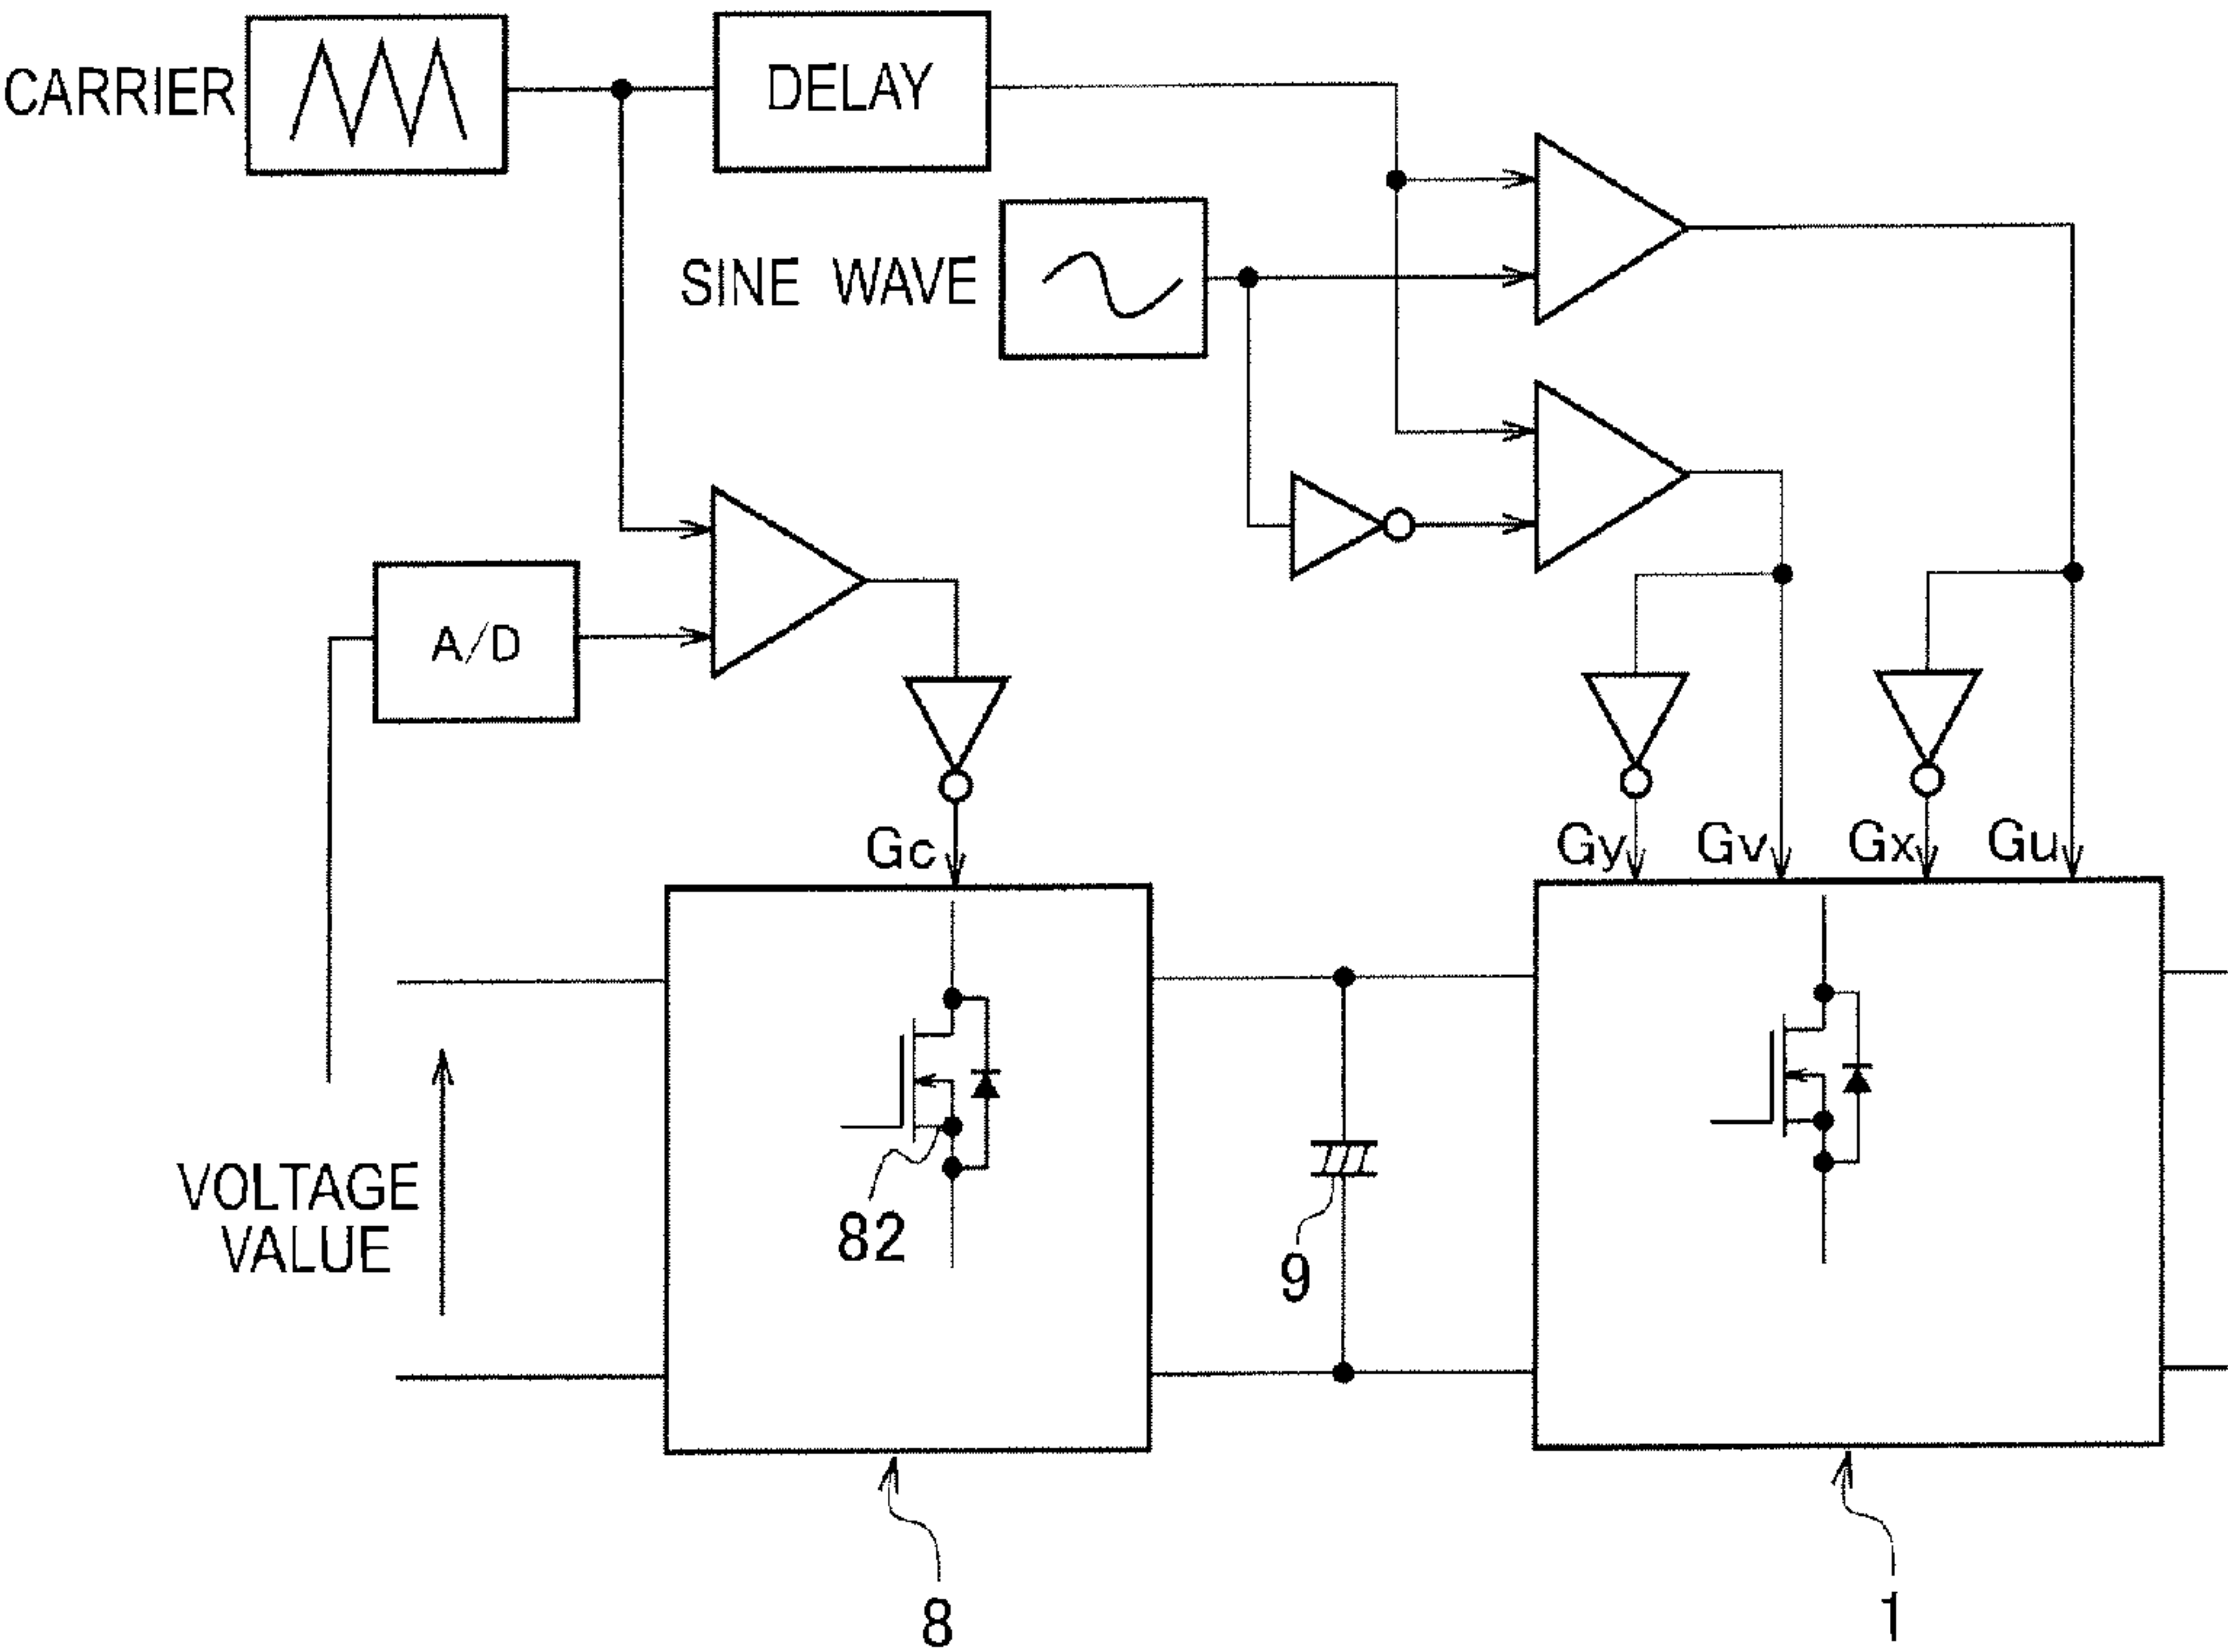 CARRIER
DELAY
SINE WAVE
A/D
Gc
Gy
Gv
Gx
Gu
VOLTAGE
VALUE
82
9
8
1